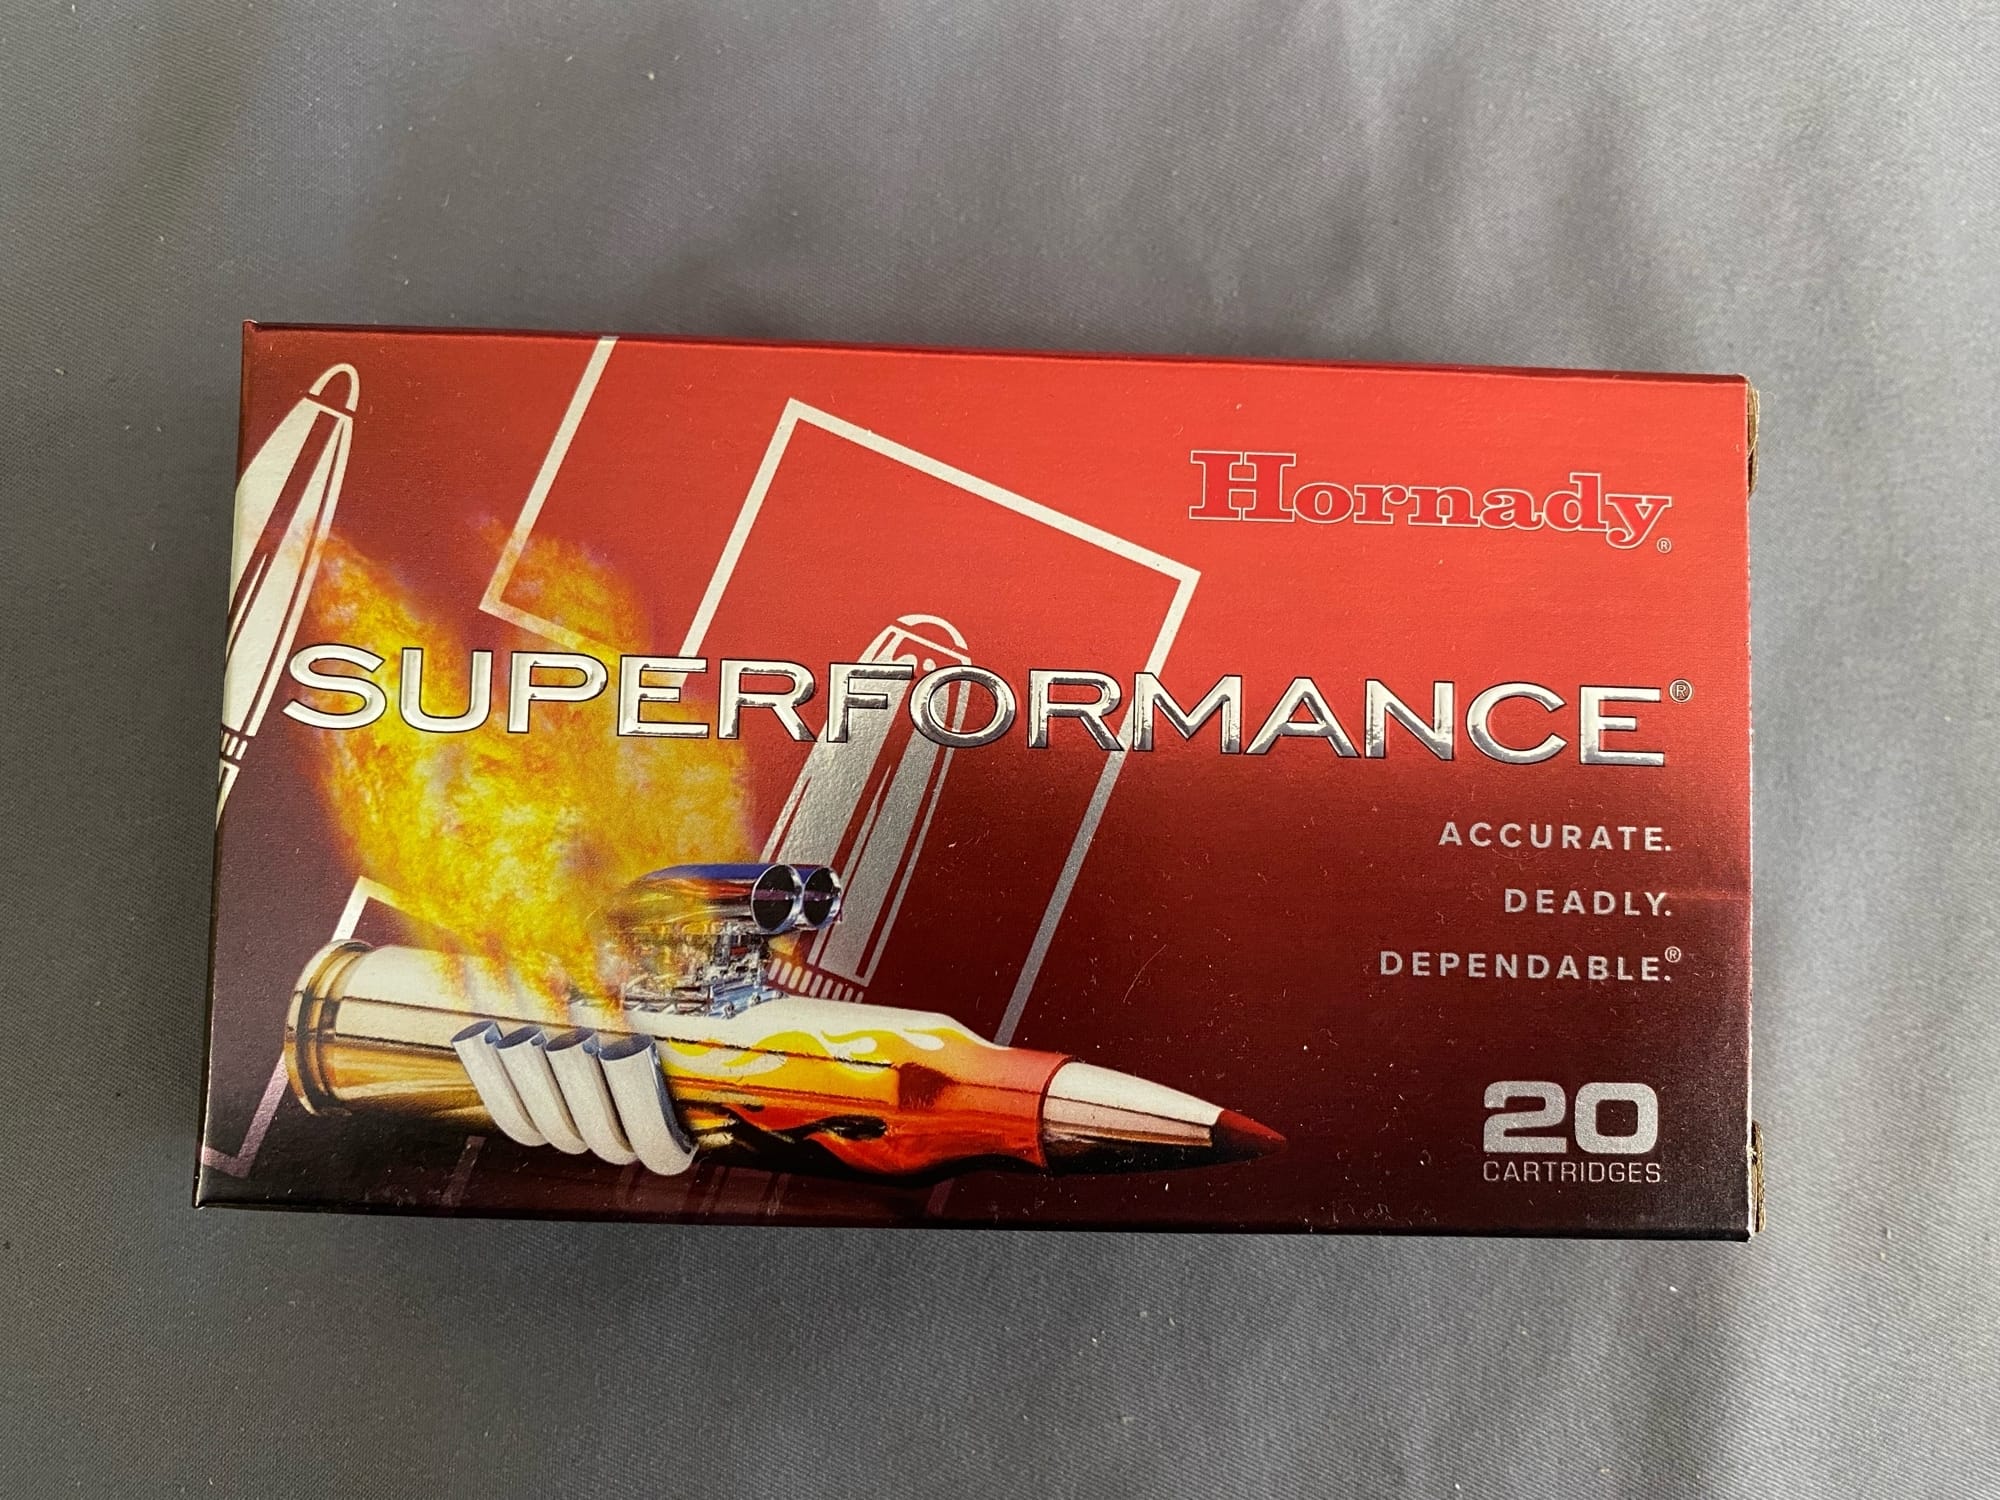 Hornady®
SUPERFORMANCE®
ACCURATE.
DEADLY.
DEPENDABLE.®
20
CARTRIDGES